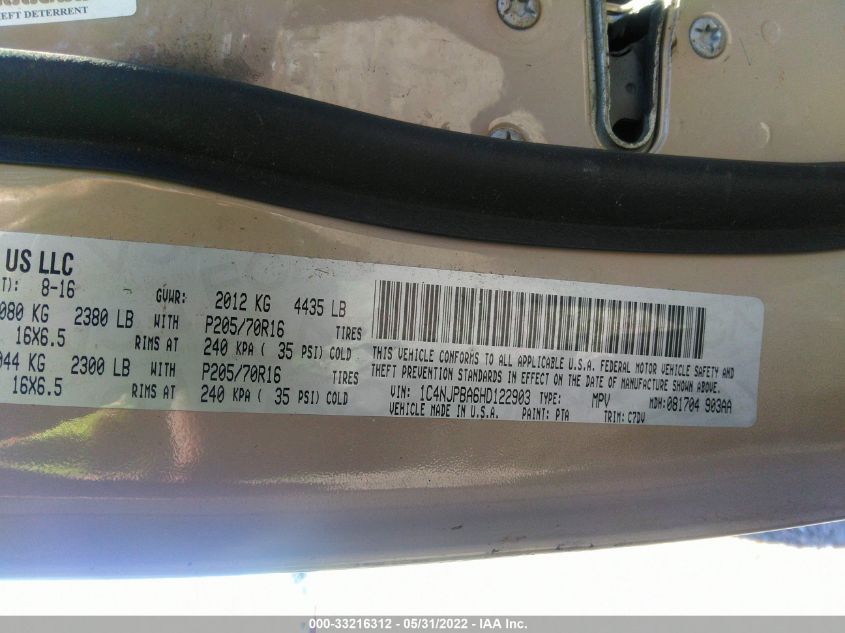 EFT DETERRENT
US LLC
T): 8-16 GVWR: 2012 KG 4435 LB
080 KG 2380 LB WITH P205/70R16 TIRES
16X6.5 RIMS AT 240 KPA ( 35 PSI) COLD
044 KG 2300 LB WITH P205/70R16 TIRES
16X6.5 RIMS AT 240 KPA ( 35 PSI) COLD
THIS VEHICLE CONFORMS TO ALL APPLICABLE U.S.A. FEDERAL MOTOR VEHICLE SAFETY AND
THEFT PREVENTION STANDARDS IN EFFECT ON THE DATE OF MANUFACTURE SHOWN ABOVE.
VIN: 1C4NJPBA6HD122903 TYPE: MPV MDH: 081704 903AA
VEHICLE MADE IN U.S.A. PAINT: PTA TRIM: C7DV
000-33216312 - 05/31/2022 - IAA Inc.